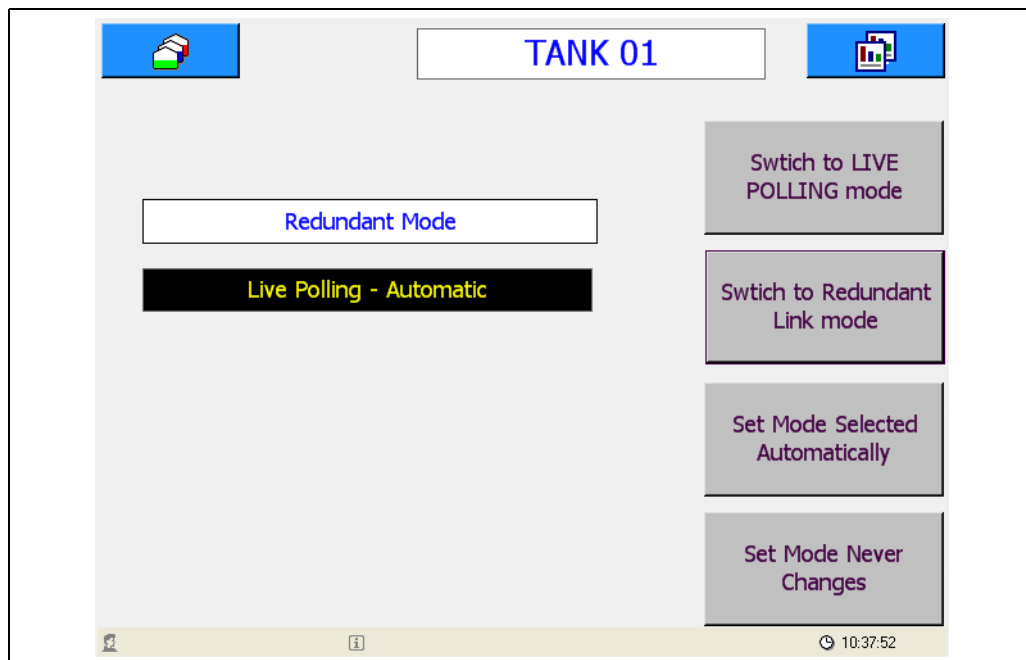 TANK 01
Swtich to LIVE
POLLING mode
Redundant Mode
Live Polling - Automatic
Swtich to Redundant
Link mode
Set Mode Selected
Automatically
Set Mode Never
Changes
i
10:37:52